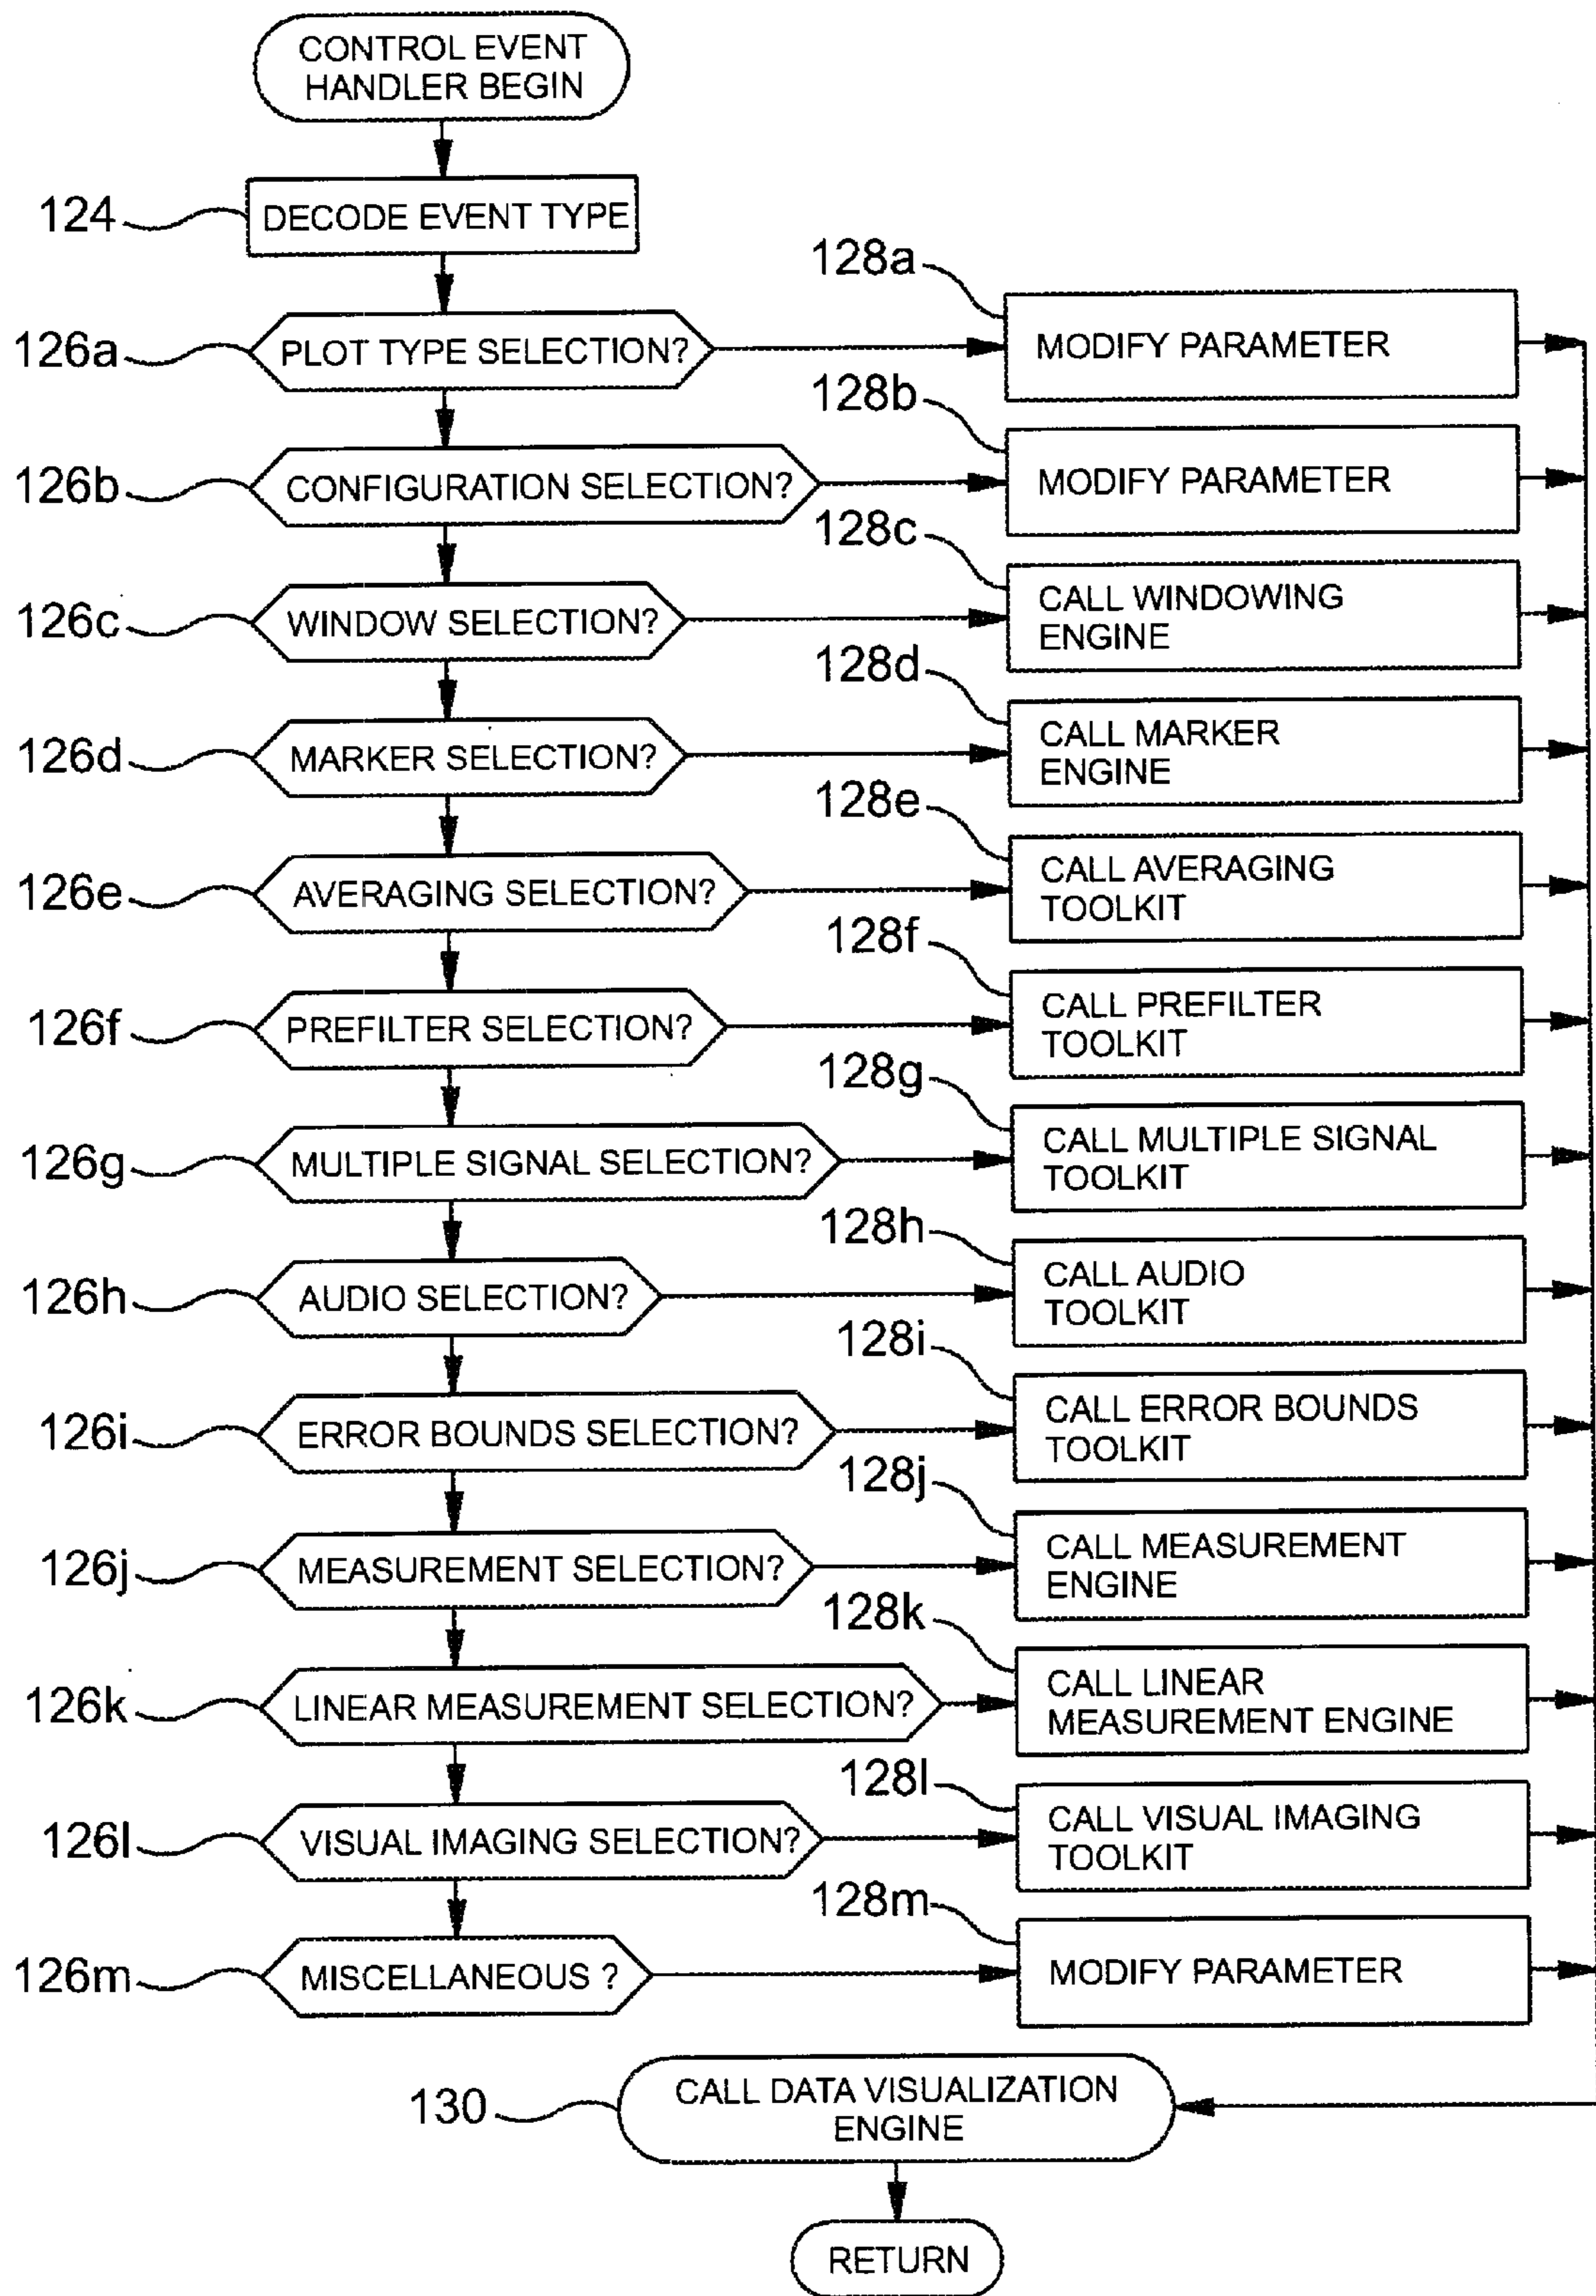 CONTROL EVENT
HANDLER BEGIN
124
DECODE EVENT TYPE
126a
PLOT TYPE SELECTION?
128a
MODIFY PARAMETER
126b
CONFIGURATION SELECTION?
128b
MODIFY PARAMETER
126c
WINDOW SELECTION?
128c
CALL WINDOWING
ENGINE
126d
MARKER SELECTION?
128d
CALL MARKER
ENGINE
126e
AVERAGING SELECTION?
128e
CALL AVERAGING
TOOLKIT
126f
PREFILTER SELECTION?
128f
CALL PREFILTER
TOOLKIT
126g
MULTIPLE SIGNAL SELECTION?
128g
CALL MULTIPLE SIGNAL
TOOLKIT
126h
AUDIO SELECTION?
128h
CALL AUDIO
TOOLKIT
126i
ERROR BOUNDS SELECTION?
128i
CALL ERROR BOUNDS
TOOLKIT
126j
MEASUREMENT SELECTION?
128j
CALL MEASUREMENT
ENGINE
126k
LINEAR MEASUREMENT SELECTION?
128k
CALL LINEAR
MEASUREMENT ENGINE
126l
VISUAL IMAGING SELECTION?
128l
CALL VISUAL IMAGING
TOOLKIT
126m
MISCELLANEOUS ?
128m
MODIFY PARAMETER
130
CALL DATA VISUALIZATION
ENGINE
RETURN